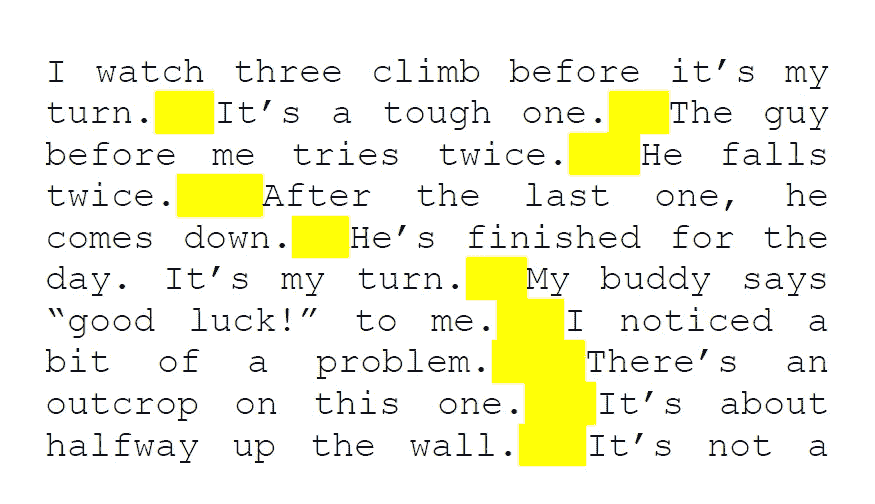 I watch three climb before it’s my
turn. It’s a tough one. The guy
before me tries twice. He falls
twice. After the last one, he
comes down. He’s finished for the
day. It’s my turn. My buddy says
“good luck!” to me. I noticed a
bit of a problem. There’s an
outcrop on this one. It’s about
halfway up the wall. It’s not a